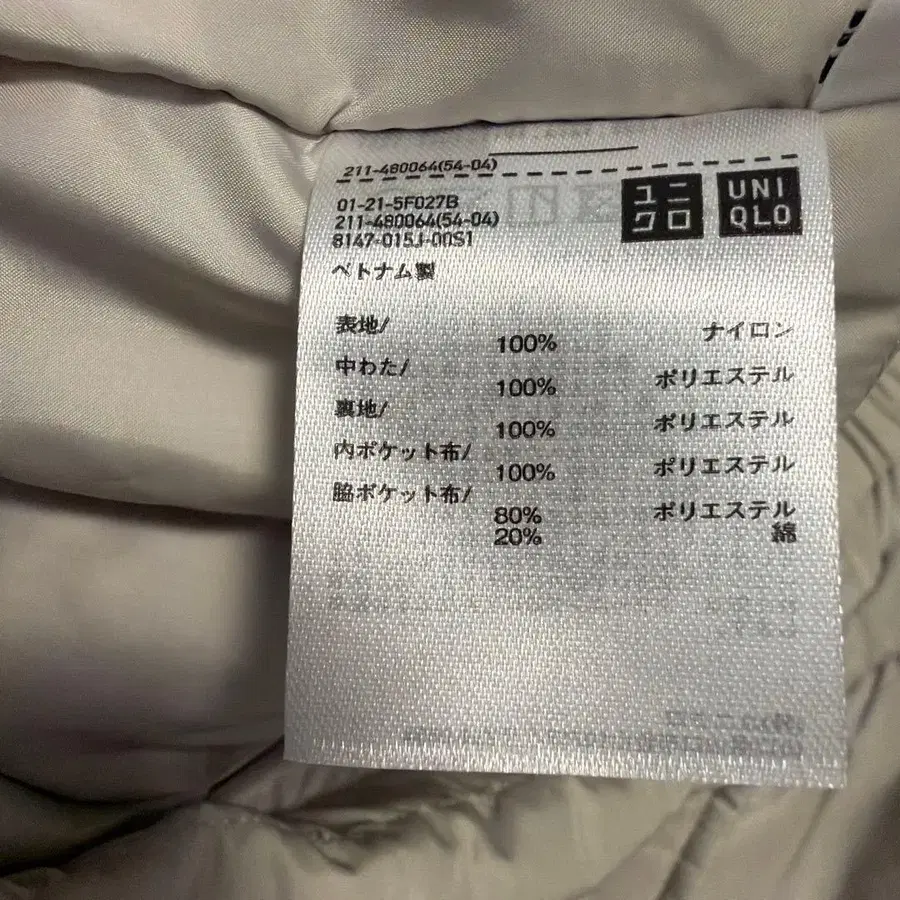 211-480064(54-04)
01-21-5F027B
211-480064(54-04)
8147-015J-00S1
ユニ
クロ
UNI
QLO
ベトナム製
表地/
100% ナイロン
中わた/
100% ポリエステル
裏地/
100% ポリエステル
内ポケット布/
100% ポリエステル
脇ポケット布/
80% ポリエステル
20% 綿